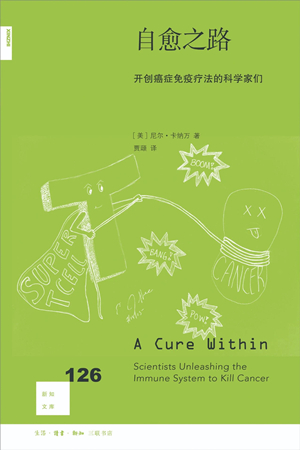 自愈之路
开创癌症免疫疗法的科学家们
[美] 尼尔·卡纳万 著
贾颋 译
BOOM!
SUPER
T CELL
BANG!
CANCER
POW!
A Cure Within
Scientists Unleashing the
Immune System to Kill Cancer
126
新知
文库
生活·读书·新知 三联书店